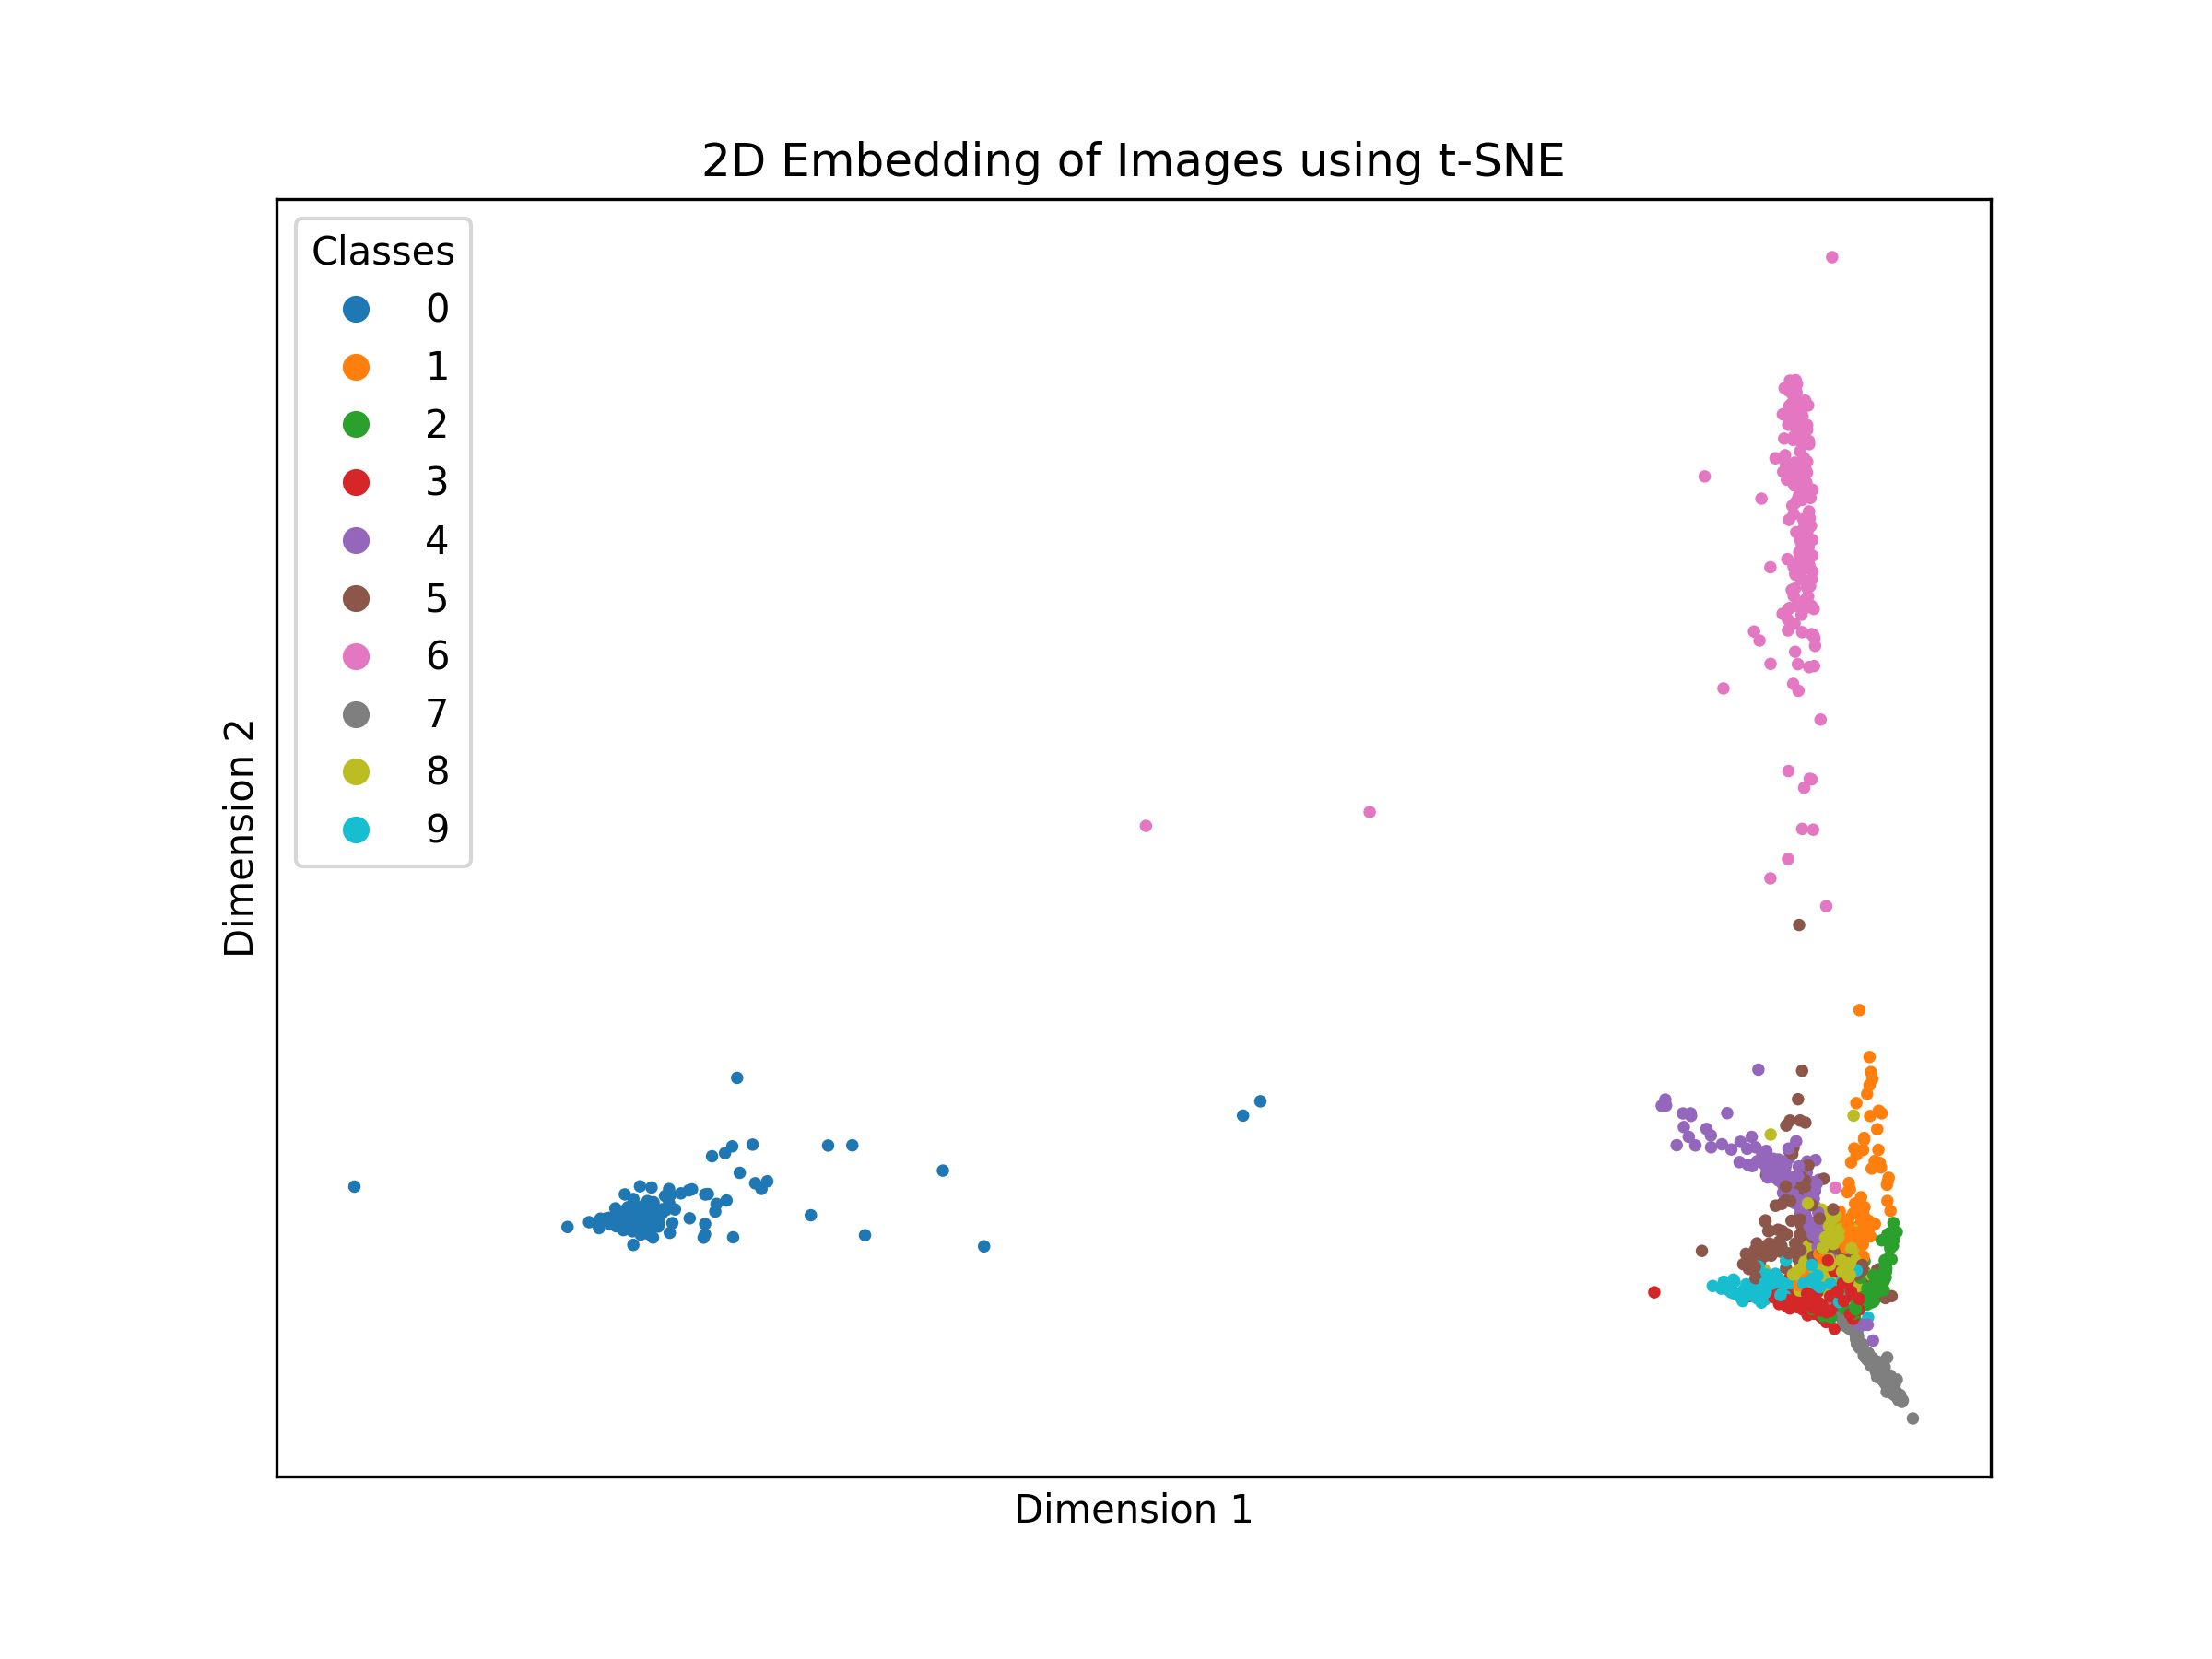 2D Embedding of Images using t-SNE
Classes
0
1
2
3
4
5
6
7
8
9
Dimension 2
Dimension 1